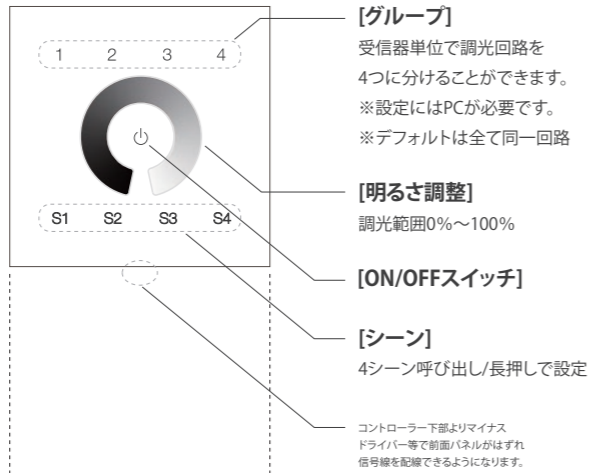 [グループ]
受信器単位で調光回路を
4つに分けることができます。
※設定にはPCが必要です。
※デフォルトは全て同一回路
1 2 3 4
[明るさ調整]
調光範囲0%～100%
S1 S2 S3 S4
[ON/OFFスイッチ]
[シーン]
4シーン呼び出し/長押しで設定
コントローラー下部よりマイナス
ドライバー等で前面パネルがはずれ
信号線を配線できるようになります。